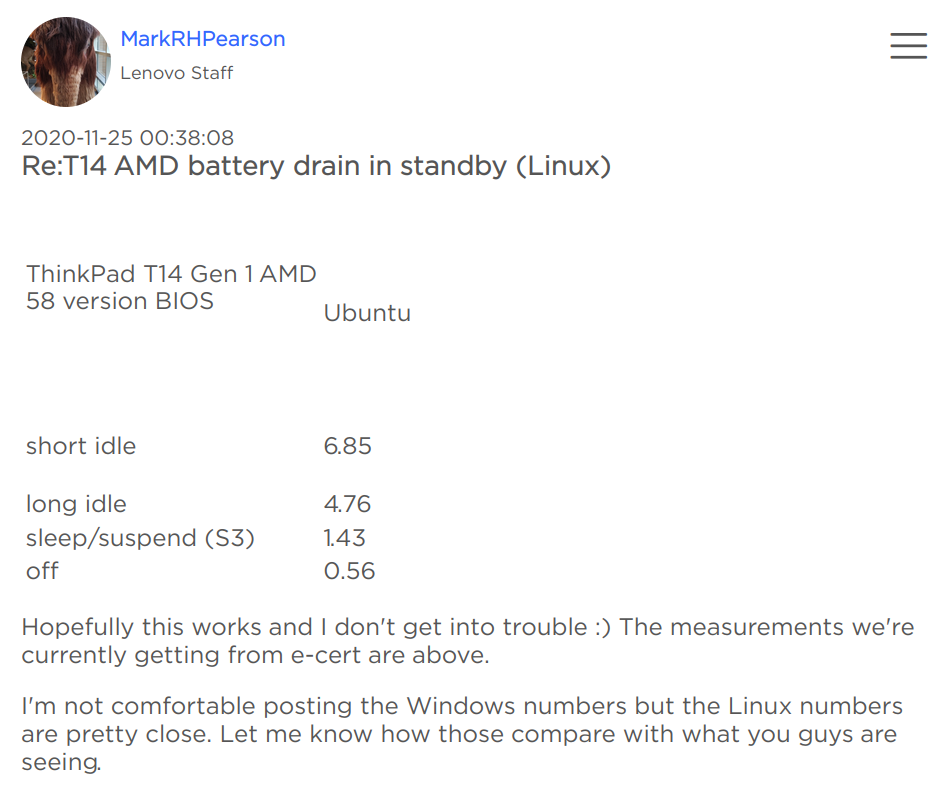 MarkRHPearson
Lenovo Staff
2020-11-25 00:38:08
Re:T14 AMD battery drain in standby (Linux)
ThinkPad T14 Gen 1 AMD
58 version BIOS
Ubuntu
short idle 6.85
long idle 4.76
sleep/suspend (S3) 1.43
off 0.56
Hopefully this works and I don't get into trouble :) The measurements we're
currently getting from e-cert are above.
I'm not comfortable posting the Windows numbers but the Linux numbers
are pretty close. Let me know how those compare with what you guys are
seeing.